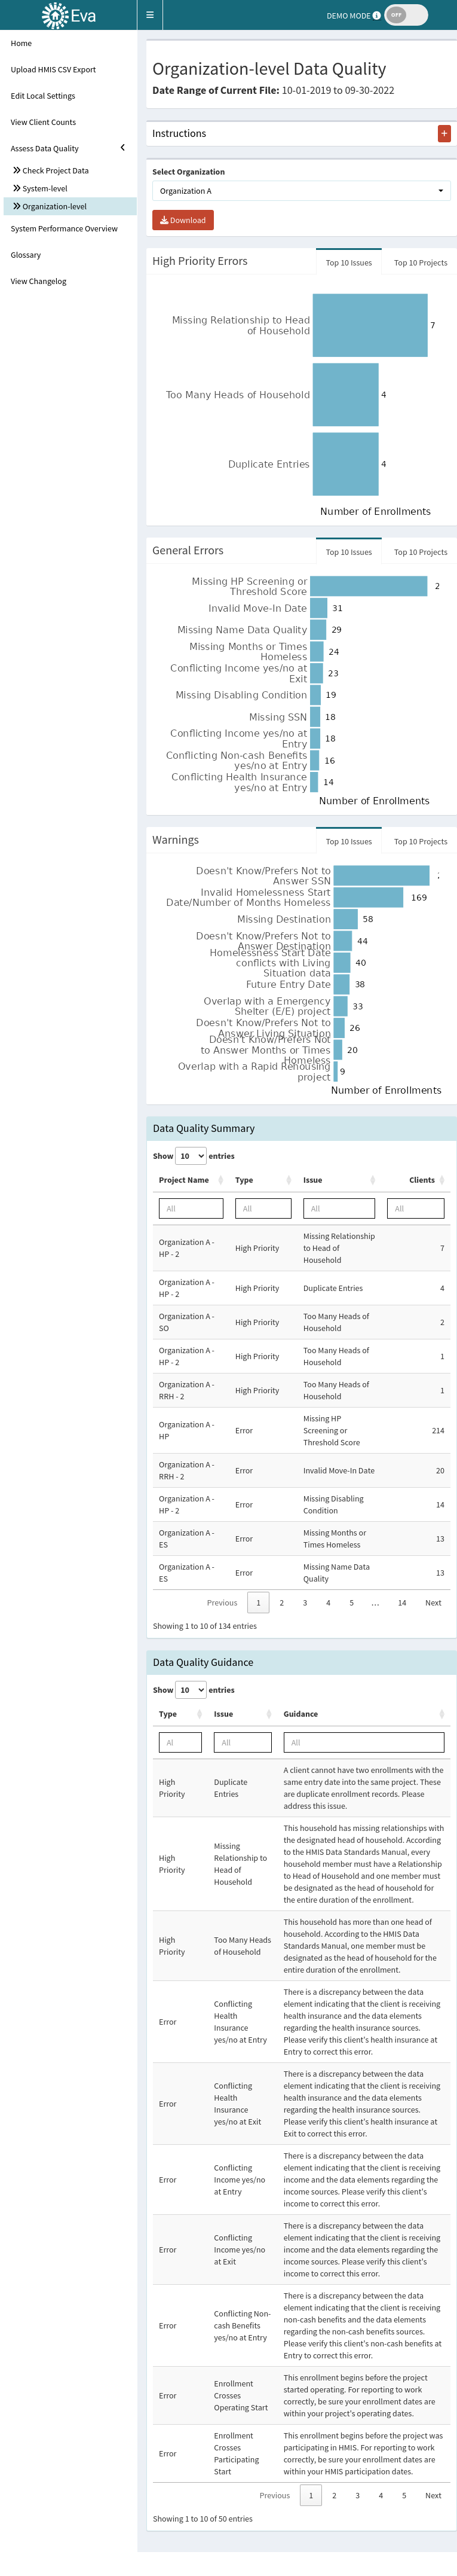 Eva
DEMO MODE
OFF
Home
Upload HMIS CSV Export
Edit Local Settings
View Client Counts
Assess Data Quality
Check Project Data
System-level
Organization-level
System Performance Overview
Glossary
View Changelog
Organization-level Data Quality
Date Range of Current File: 10-01-2019 to 09-30-2022
Instructions
+
Select Organization
Organization A
Download
High Priority Errors
Top 10 Issues
Top 10 Projects
Missing Relationship to Head
of Household
7
Too Many Heads of Household
4
Duplicate Entries
4
Number of Enrollments
General Errors
Top 10 Issues
Top 10 Projects
Missing HP Screening or
Threshold Score
2
Invalid Move-In Date
31
Missing Name Data Quality
29
Missing Months or Times
Homeless
24
Conflicting Income yes/no at
Exit
23
Missing Disabling Condition
19
Missing SSN
18
Conflicting Income yes/no at
Entry
18
Conflicting Non-cash Benefits
yes/no at Entry
16
Conflicting Health Insurance
yes/no at Entry
14
Number of Enrollments
Warnings
Top 10 Issues
Top 10 Projects
Doesn't Know/Prefers Not to
Answer SSN
Invalid Homelessness Start
Date/Number of Months Homeless
169
Missing Destination
58
Doesn't Know/Prefers Not to
Answer Destination
44
Homelessness Start Date
conflicts with Living
Situation data
40
Future Entry Date
38
Overlap with a Emergency
Shelter (E/E) project
33
Doesn't Know/Prefers Not to
Answer Living Situation
26
Doesn't Know/Prefers Not
to Answer Months or Times
Homeless
20
Overlap with a Rapid Rehousing
project
9
Number of Enrollments
Data Quality Summary
Show 10 entries
Project Name Type Issue Clients
All All All All
Organization A -
HP - 2
High Priority
Missing Relationship
to Head of
Household
7
Organization A -
HP - 2
High Priority
Duplicate Entries
4
Organization A -
SO
High Priority
Too Many Heads of
Household
2
Organization A -
HP - 2
High Priority
Too Many Heads of
Household
1
Organization A -
RRH - 2
High Priority
Too Many Heads of
Household
1
Organization A -
HP
Error
Missing HP
Screening or
Threshold Score
214
Organization A -
RRH - 2
Error
Invalid Move-In Date
20
Organization A -
HP - 2
Error
Missing Disabling
Condition
14
Organization A -
ES
Error
Missing Months or
Times Homeless
13
Organization A -
ES
Error
Missing Name Data
Quality
13
Previous 1 2 3 4 5 … 14 Next
Showing 1 to 10 of 134 entries
Data Quality Guidance
Show 10 entries
Type Issue Guidance
Al All All
High
Priority
Duplicate
Entries
A client cannot have two enrollments with the
same entry date into the same project. These
are duplicate enrollment records. Please
address this issue.
High
Priority
Missing
Relationship to
Head of
Household
This household has missing relationships with
the designated head of household. According
to the HMIS Data Standards Manual, every
household member must have a Relationship
to Head of Household and one member must
be designated as the head of household for
the entire duration of the enrollment.
High
Priority
Too Many Heads
of Household
This household has more than one head of
household. According to the HMIS Data
Standards Manual, one member must be
designated as the head of household for the
entire duration of the enrollment.
Error
Conflicting
Health
Insurance
yes/no at Entry
There is a discrepancy between the data
element indicating that the client is receiving
health insurance and the data elements
regarding the health insurance sources.
Please verify this client's health insurance at
Entry to correct this error.
Error
Conflicting
Health
Insurance
yes/no at Exit
There is a discrepancy between the data
element indicating that the client is receiving
health insurance and the data elements
regarding the health insurance sources.
Please verify this client's health insurance at
Exit to correct this error.
Error
Conflicting
Income yes/no
at Entry
There is a discrepancy between the data
element indicating that the client is receiving
income and the data elements regarding the
income sources. Please verify this client's
income to correct this error.
Error
Conflicting
Income yes/no
at Exit
There is a discrepancy between the data
element indicating that the client is receiving
income and the data elements regarding the
income sources. Please verify this client's
income to correct this error.
Error
Conflicting Non-
cash Benefits
yes/no at Entry
There is a discrepancy between the data
element indicating that the client is receiving
non-cash benefits and the data elements
regarding the non-cash benefits sources.
Please verify this client's non-cash benefits at
Entry to correct this error.
Error
Enrollment
Crosses
Operating Start
This enrollment begins before the project
started operating. For reporting to work
correctly, be sure your enrollment dates are
within your project's operating dates.
Error
Enrollment
Crosses
Participating
Start
This enrollment begins before the project was
participating in HMIS. For reporting to work
correctly, be sure your enrollment dates are
within your HMIS participation dates.
Previous 1 2 3 4 5 Next
Showing 1 to 10 of 50 entries